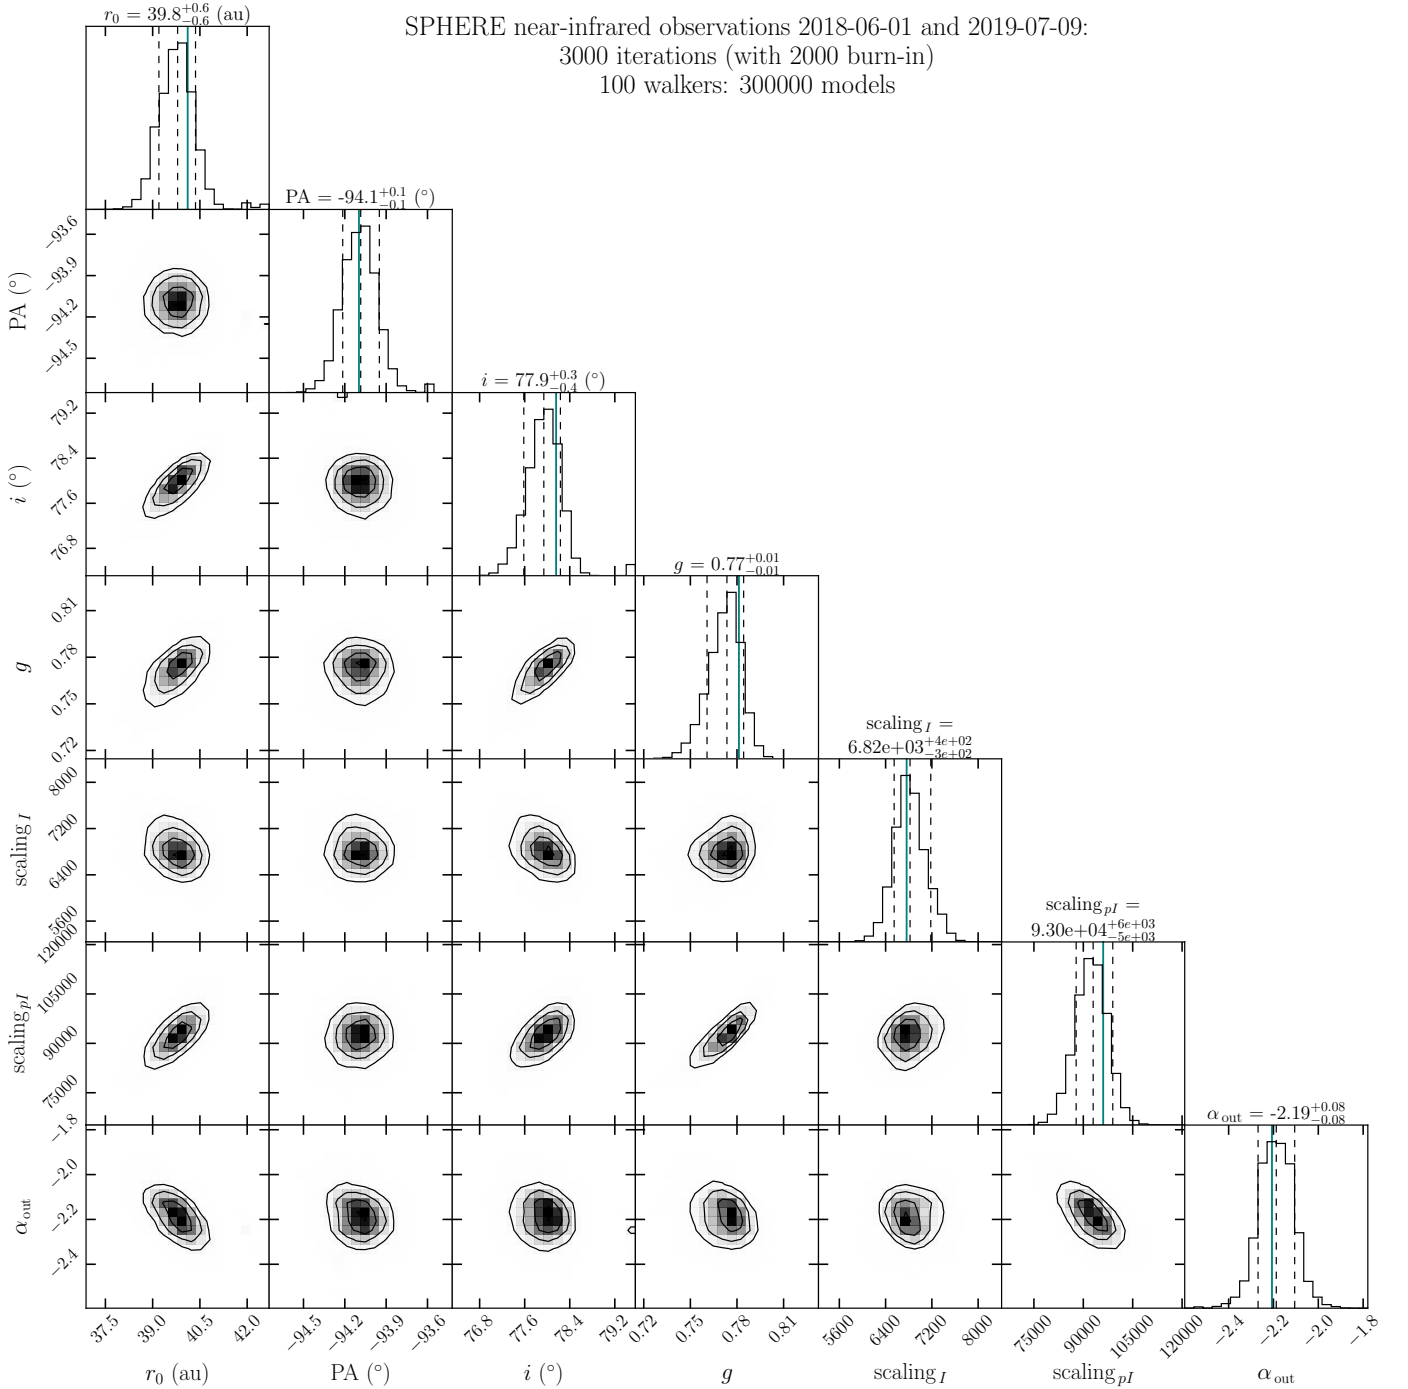 r₀ = 39.8⁺⁰·⁶₋₀.₆ (au)
SPHERE near-infrared observations 2018-06-01 and 2019-07-09:
3000 iterations (with 2000 burn-in)
100 walkers: 300000 models
PA = -94.1⁺⁰·¹₋₀.₁ (°)
−93.6
−93.9
−94.2
−94.5
PA (°)
i = 77.9⁺⁰·³₋₀.₄ (°)
79.2
78.4
77.6
76.8
i (°)
g = 0.77⁺⁰·⁰¹₋₀.₀₁
0.81
0.78
0.75
0.72
g
scaling_I =
6.82e+03^{+4e+02}_{−3e+02}
8000
7200
6400
5600
scaling_I
scaling_{pI} =
9.30e+04^{+6e+03}_{−5e+03}
120000
105000
90000
75000
scaling_{pI}
α_out = -2.19^{+0.08}_{−0.08}
−1.8
−2.0
−2.2
−2.4
α_out
37.5 39.0 40.5 42.0 −94.5 −94.2 −93.9 −93.6 76.8 77.6 78.4 79.2 0.72 0.75 0.78 0.81 5600 6400 7200 8000 75000 90000 105000 120000 −2.4 −2.2 −2.0 −1.8
r₀ (au) PA (°) i (°) g scaling_I scaling_{pI} α_out